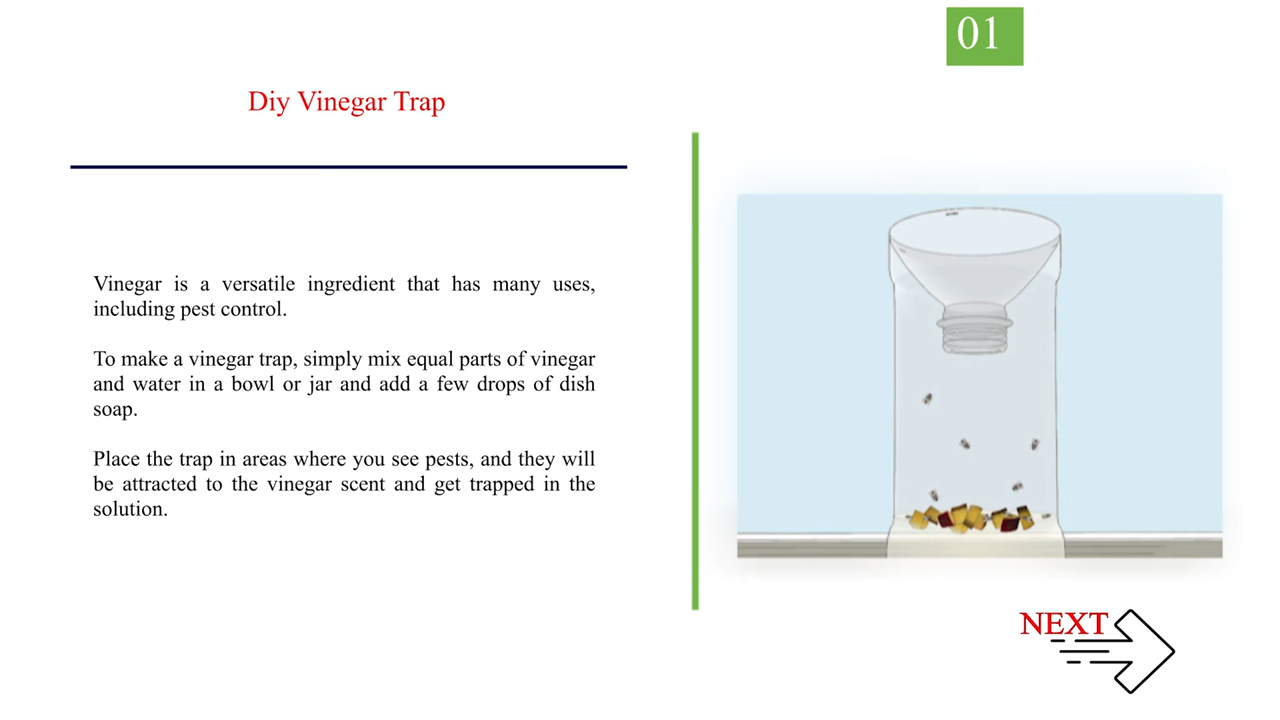 01
Diy Vinegar Trap
Vinegar is a versatile ingredient that has many uses,
including pest control.
To make a vinegar trap, simply mix equal parts of vinegar
and water in a bowl or jar and add a few drops of dish
soap.
Place the trap in areas where you see pests, and they will
be attracted to the vinegar scent and get trapped in the
solution.
NEXT